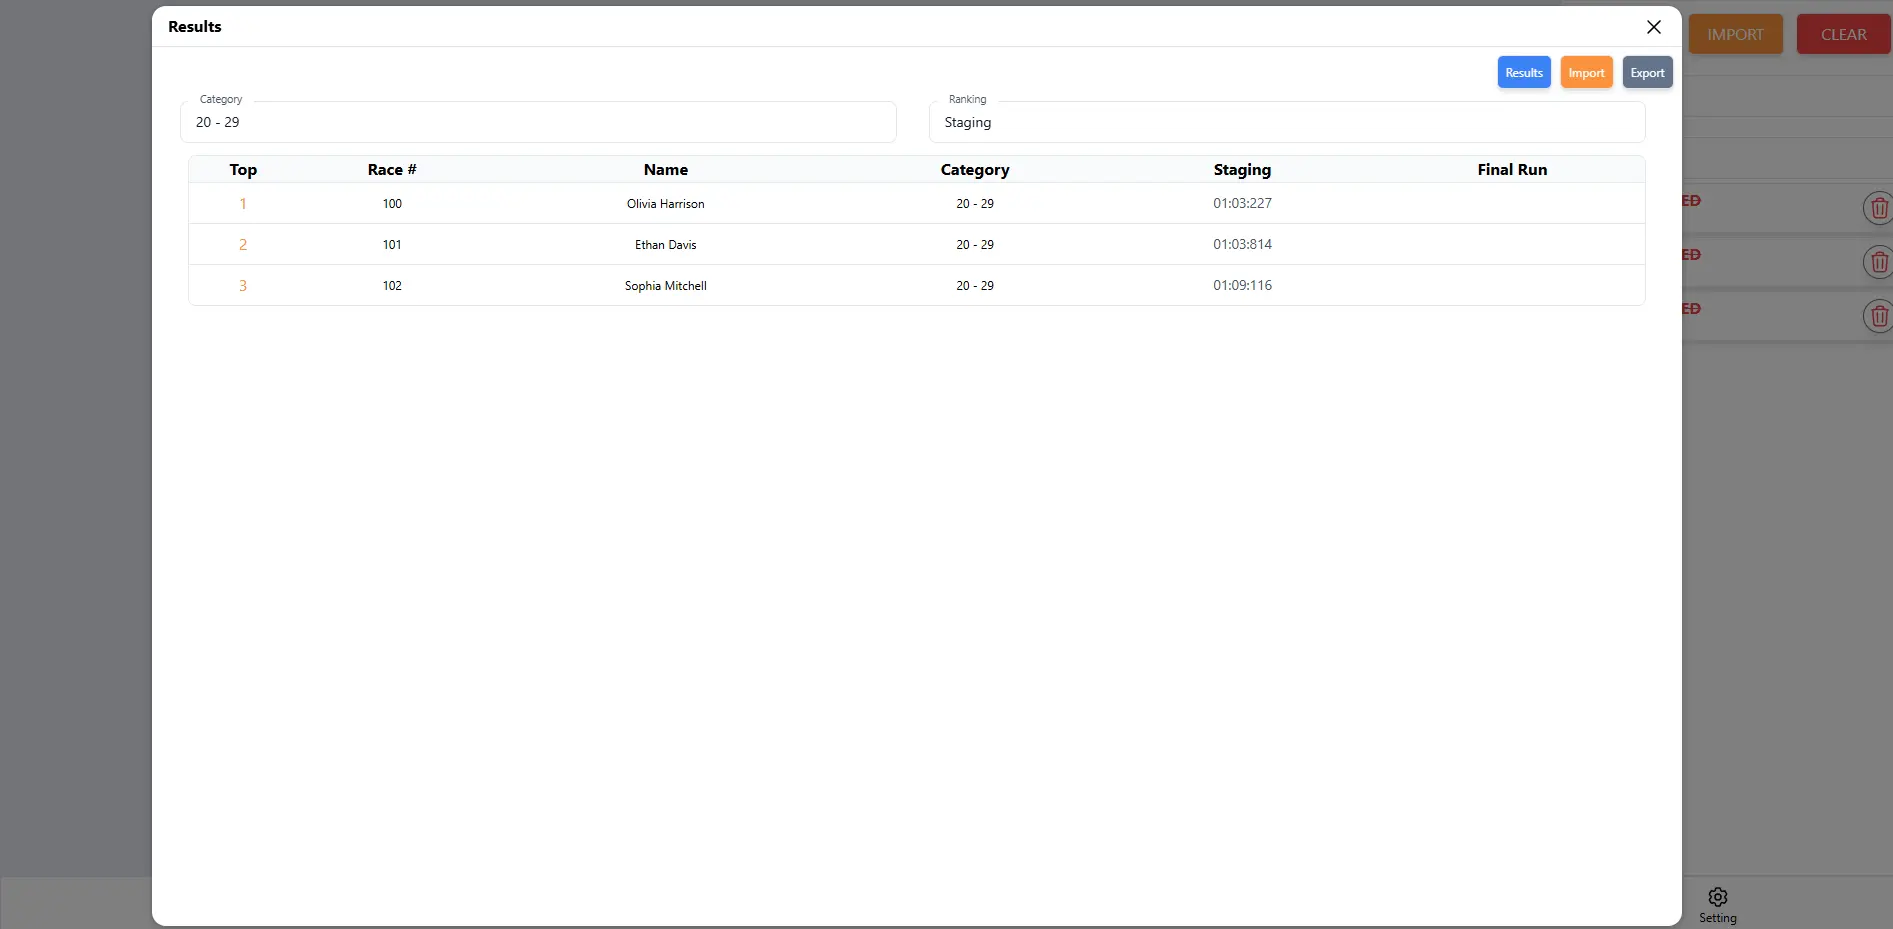 Results
IMPORT
CLEAR
Results
Import
Export
Category
20 - 29
Ranking
Staging
Top Race # Name Category Staging Final Run
1 100 Olivia Harrison 20 - 29 01:03:227
2 101 Ethan Davis 20 - 29 01:03:814
3 102 Sophia Mitchell 20 - 29 01:09:116
ED
ED
ED
Setting